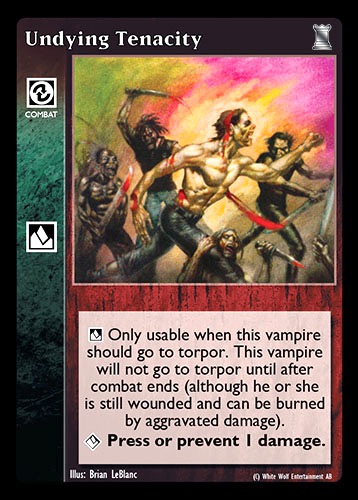 Undying Tenacity
COMBAT
Only usable when this vampire
should go to torpor. This vampire
will not go to torpor until after
combat ends (although he or she
is still wounded and can be burned
by aggravated damage).
Press or prevent 1 damage.
Illus: Brian LeBlanc
(C) White Wolf Entertainment AB